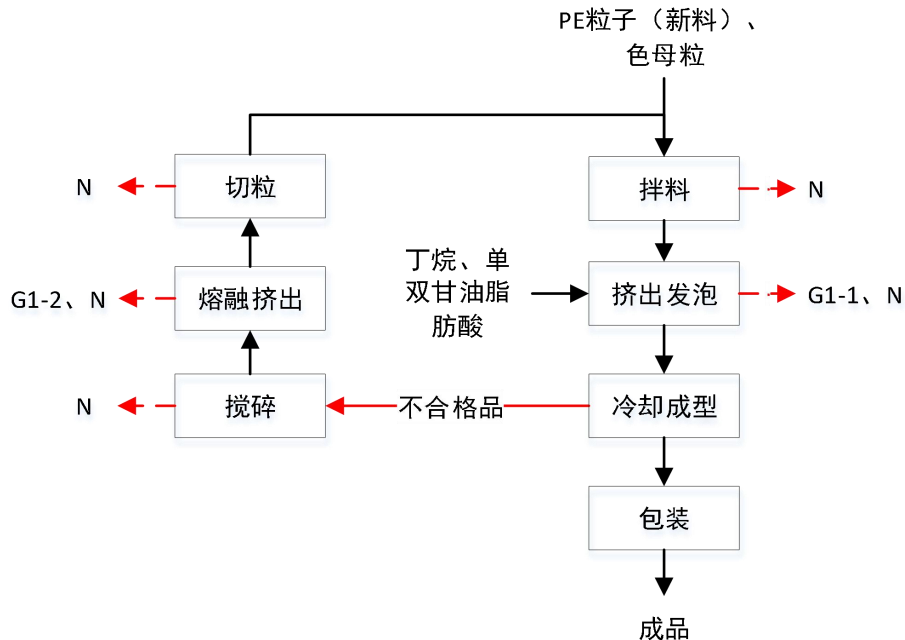 PE粒子（新料）、
色母粒
N
切粒
拌料
N
丁烷、单
双甘油脂
肪酸
G1-2、N
熔融挤出
挤出发泡
G1-1、N
N
搅碎
不合格品
冷却成型
包装
成品